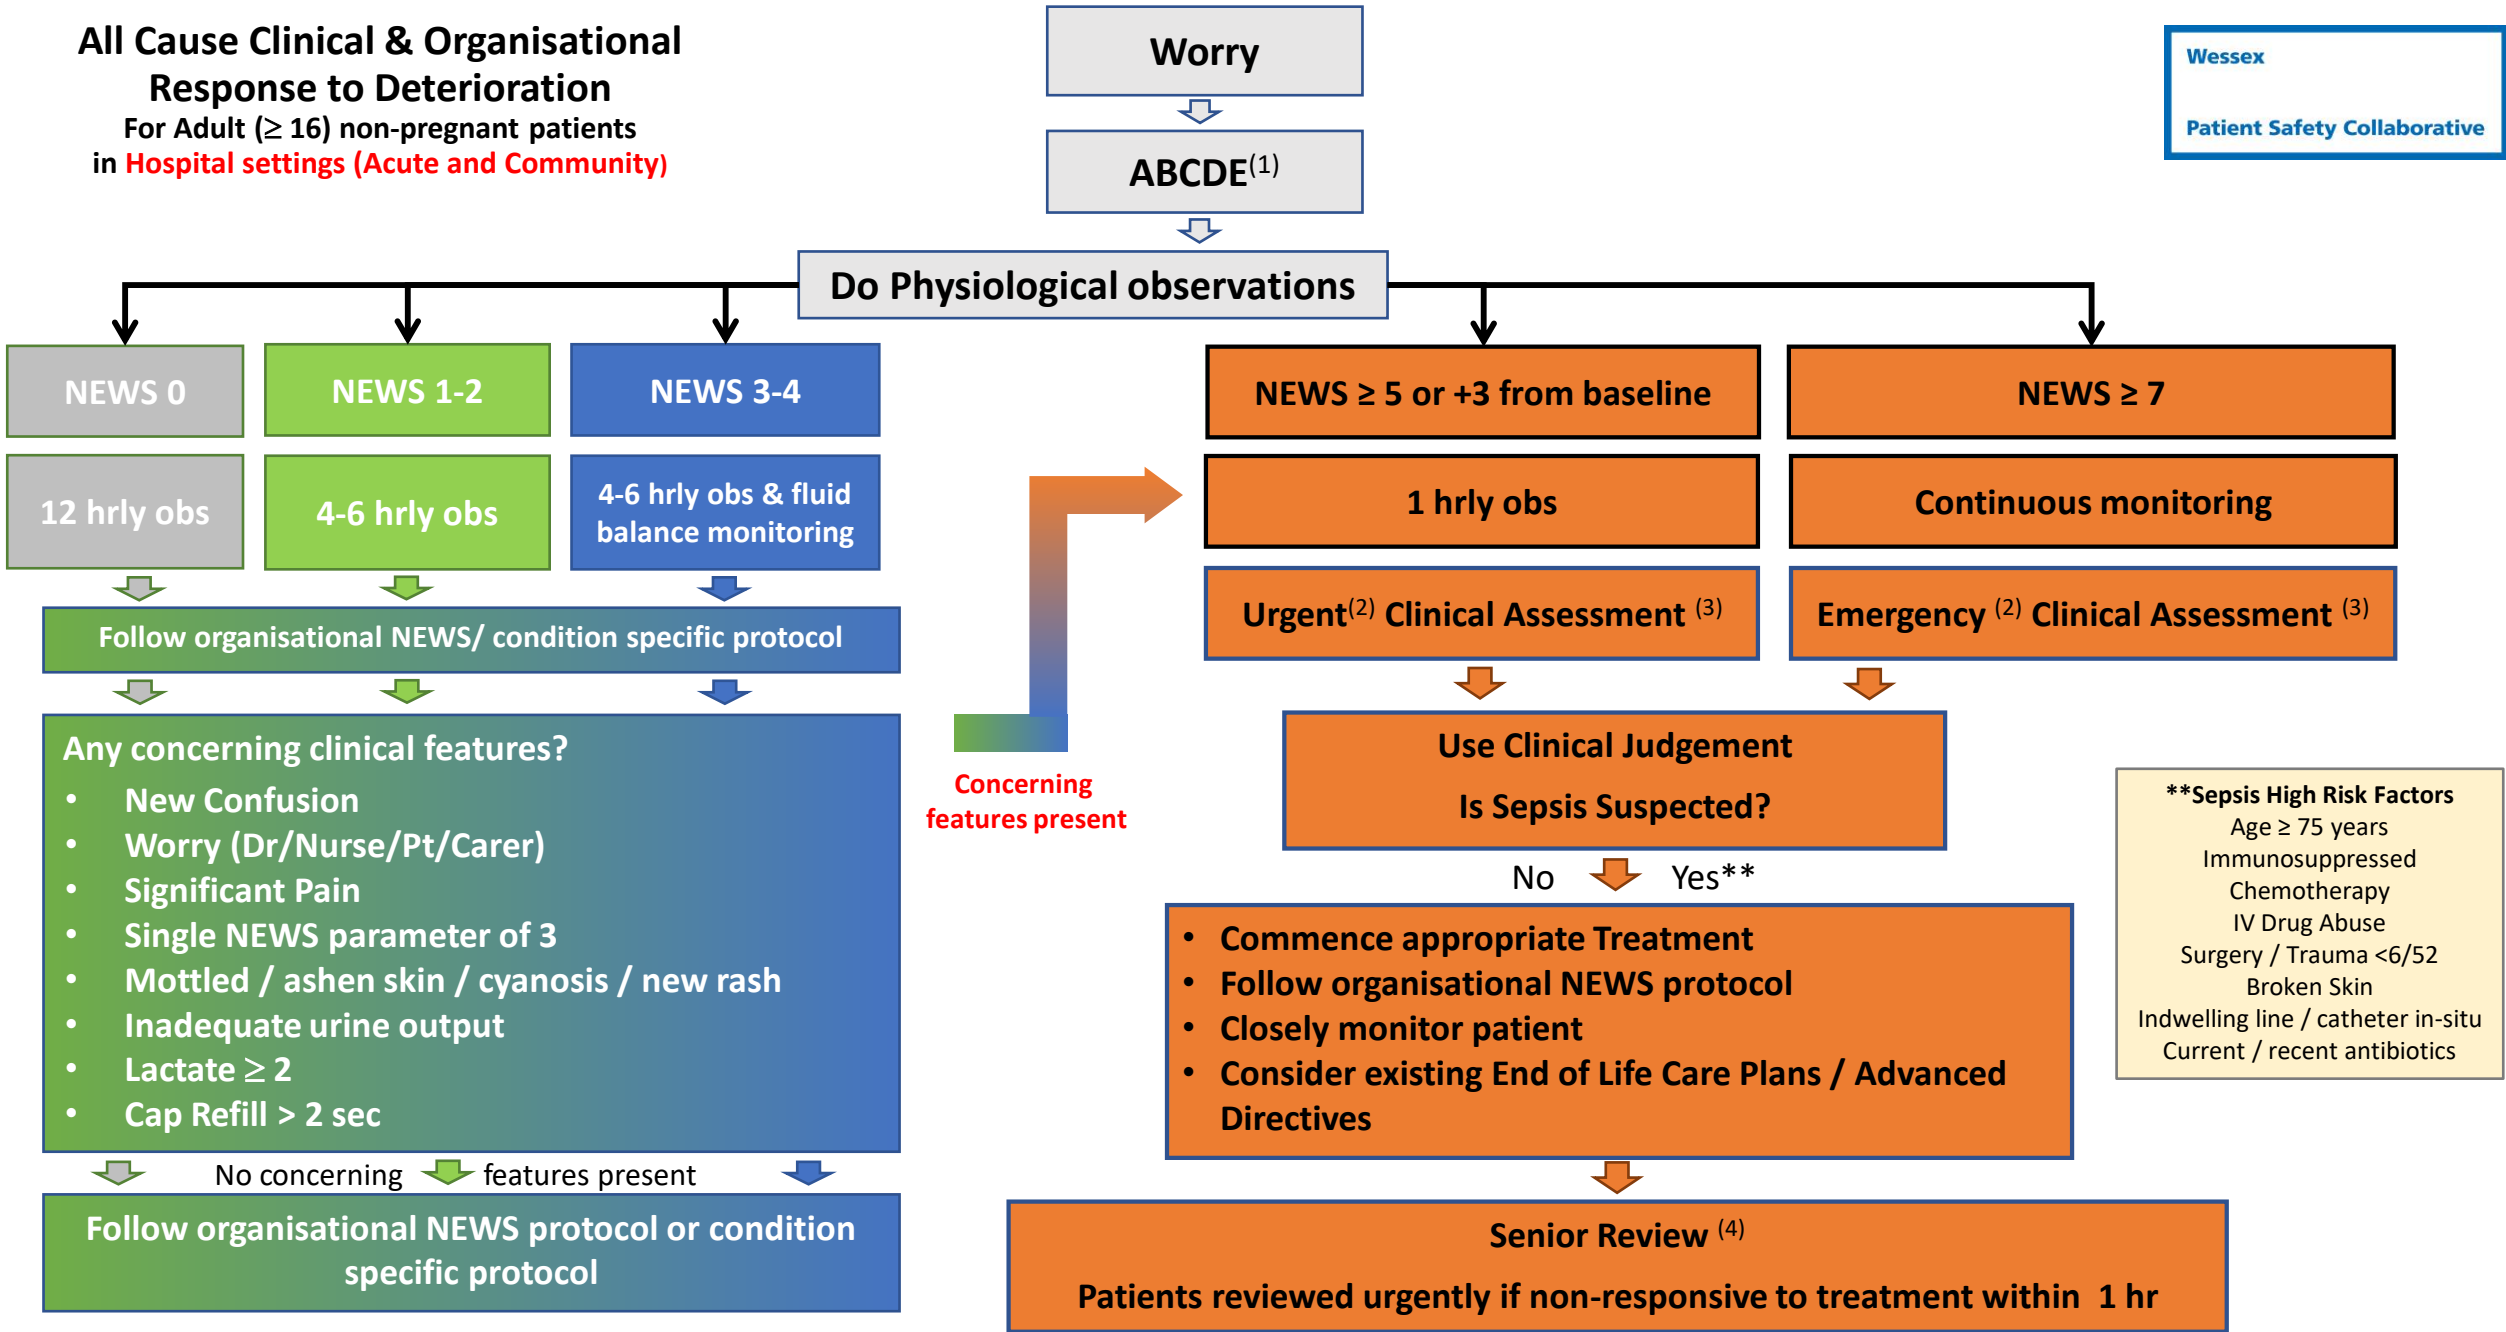 All Cause Clinical & Organisational
Response to Deterioration
For Adult (≥ 16) non-pregnant patients
in Hospital settings (Acute and Community)
Wessex
Patient Safety Collaborative
Worry
ABCDE(1)
Do Physiological observations
NEWS 0
NEWS 1-2
NEWS 3-4
NEWS ≥ 5 or +3 from baseline
NEWS ≥ 7
12 hrly obs
4-6 hrly obs
4-6 hrly obs & fluid
balance monitoring
1 hrly obs
Continuous monitoring
Follow organisational NEWS/ condition specific protocol
Urgent(2) Clinical Assessment (3)
Emergency (2) Clinical Assessment (3)
Any concerning clinical features?
• New Confusion
• Worry (Dr/Nurse/Pt/Carer)
• Significant Pain
• Single NEWS parameter of 3
• Mottled / ashen skin / cyanosis / new rash
• Inadequate urine output
• Lactate ≥ 2
• Cap Refill > 2 sec
Concerning
features present
No concerning features present
Follow organisational NEWS protocol or condition
specific protocol
Use Clinical Judgement
Is Sepsis Suspected?
No Yes**
• Commence appropriate Treatment
• Follow organisational NEWS protocol
• Closely monitor patient
• Consider existing End of Life Care Plans / Advanced
Directives
Senior Review (4)
Patients reviewed urgently if non-responsive to treatment within 1 hr
**Sepsis High Risk Factors
Age ≥ 75 years
Immunosuppressed
Chemotherapy
IV Drug Abuse
Surgery / Trauma <6/52
Broken Skin
Indwelling line / catheter in-situ
Current / recent antibiotics